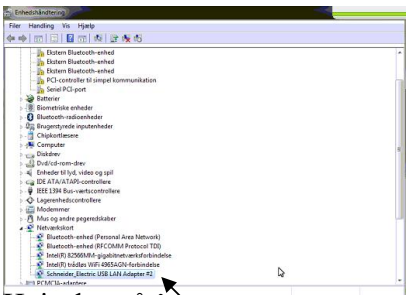 Enhedshåndtering
Filer Handling Vis Hjælp
Ekstern Bluetooth-enhed
Ekstern Bluetooth-enhed
Ekstern Bluetooth-enhed
PCI-controller til simpel kommunikation
Seriel PCI-port
Batterier
Biometriske enheder
Bluetooth-radioenheder
Brugerstyrede inputenheder
Chipkortlæsere
Computer
Diskdrev
Dvd/cd-rom-drev
Enheder til lyd, video og spil
IDE ATA/ATAPI-controllere
IEEE 1394 Bus-værtscontrollere
Lagerenhedscontrollere
Modemmer
Mus og andre pegeredskaber
Netværkskort
Bluetooth-enhed (Personal Area Network)
Bluetooth-enhed (RFCOMM Protocol TDI)
Intel(R) 82566MM-gigabitnetværksforbindelse
Intel(R) trådløs WiFi 4965AGN-forbindelse
Schneider_Electric USB LAN Adapter #2
PCMCIA-adaptere